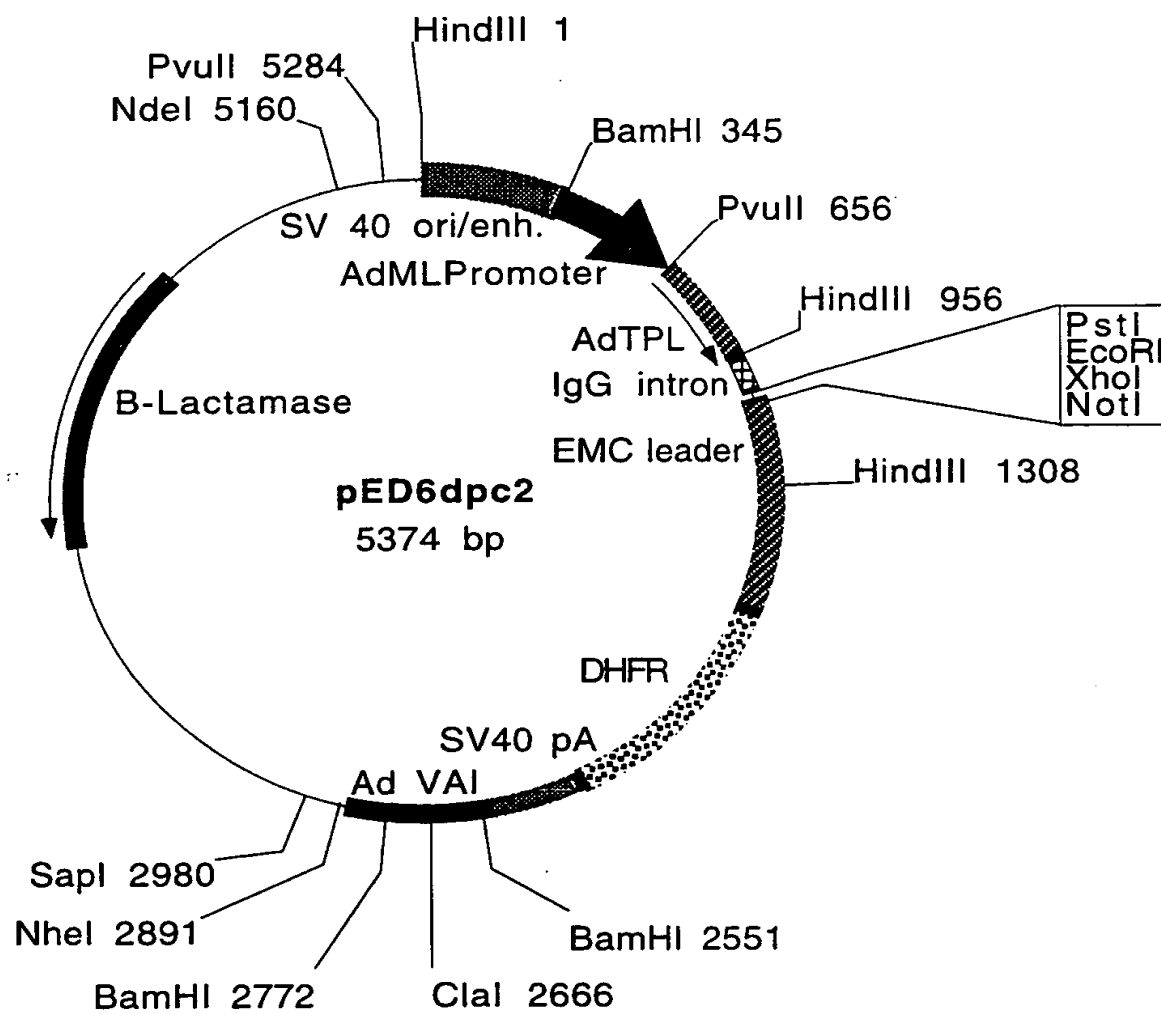 HindIII 1
PvuII 5284
NdeI 5160
BamHI 345
PvuII 656
SV 40 ori/enh.
AdMLPromoter
HindIII 956
PstI
EcoRI
XhoI
NotI
AdTPL
IgG intron
B-Lactamase
EMC leader
HindIII 1308
pED6dpc2
5374 bp
DHFR
SV40 pA
Ad VAI
SapI 2980
NheI 2891
BamHI 2551
BamHI 2772
ClaI 2666